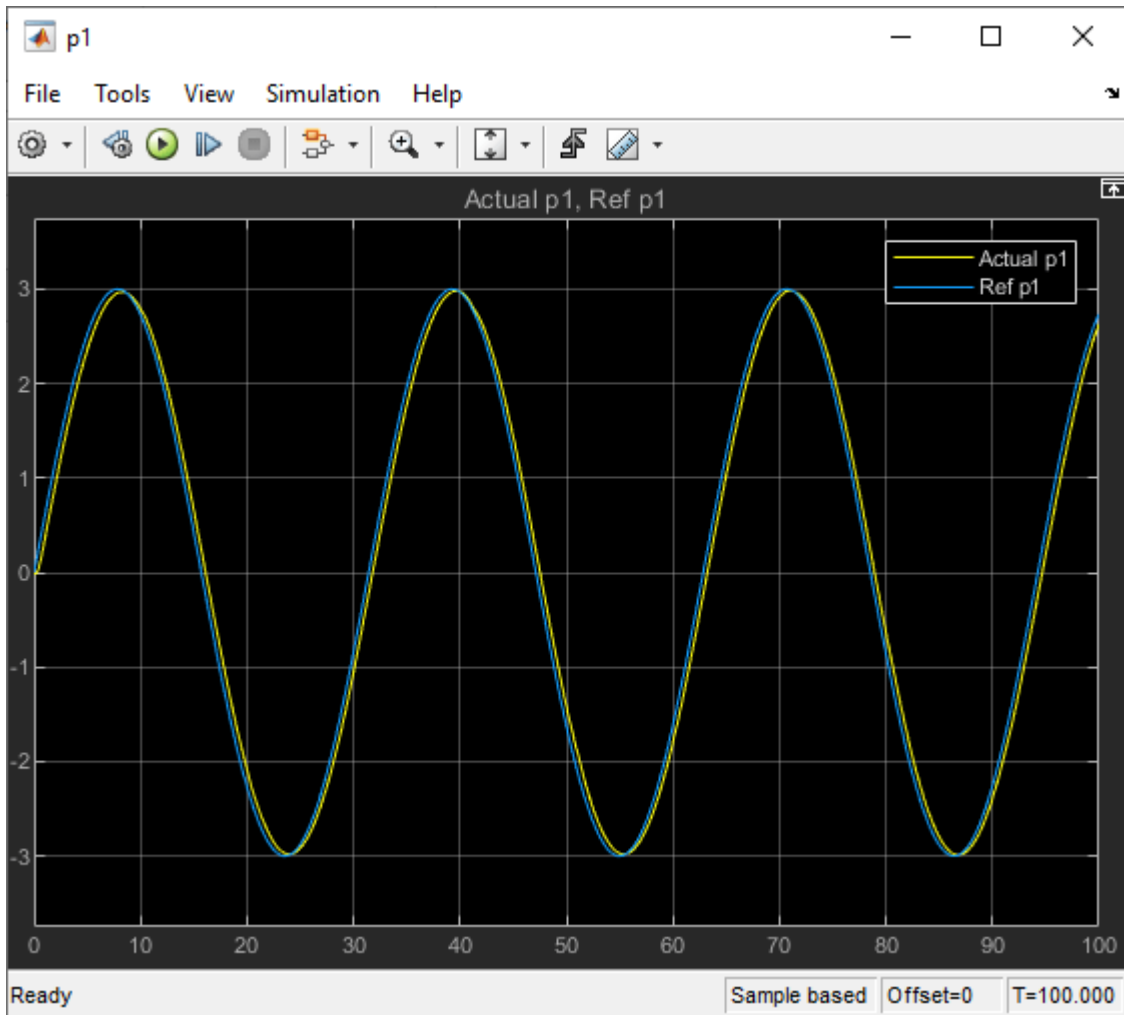 p1
File Tools View Simulation Help
Actual p1, Ref p1
Actual p1
Ref p1
3
2
1
0
-1
-2
-3
0 10 20 30 40 50 60 70 80 90 100
Ready Sample based Offset=0 T=100.000